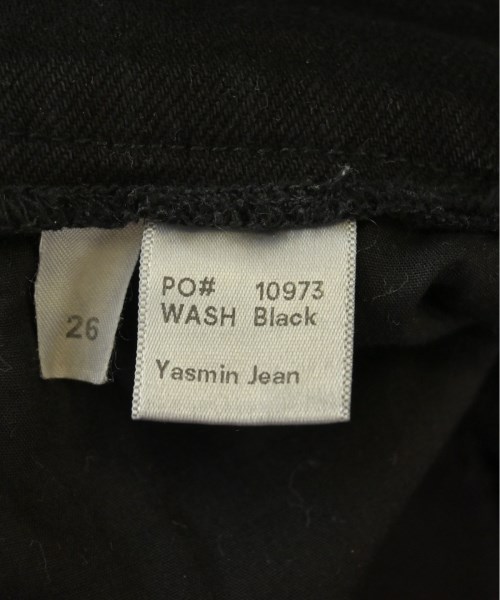 26
PO# 10973
WASH Black
Yasmin Jean